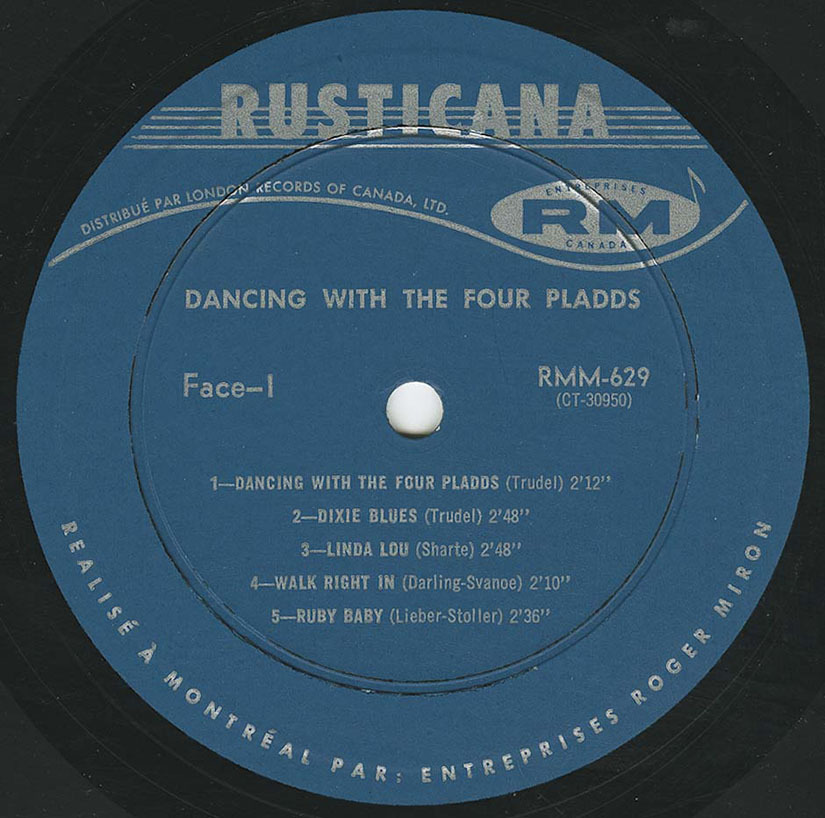 RUSTICANA
DISTRIBUÉ PAR LONDON RECORDS OF CANADA, LTD.
ENTREPRISES
RM
CANADA
DANCING WITH THE FOUR PLADDS
Face-1
RMM-629
(CT-30950)
1—DANCING WITH THE FOUR PLADDS (Trudel) 2'12"
2—DIXIE BLUES (Trudel) 2'48"
3—LINDA LOU (Sharte) 2'48"
4—WALK RIGHT IN (Darling-Svanoe) 2'10"
5—RUBY BABY (Lieber-Stoller) 2'36"
REALISÉ À MONTRÉAL PAR: ENTREPRISES ROGER MIRON